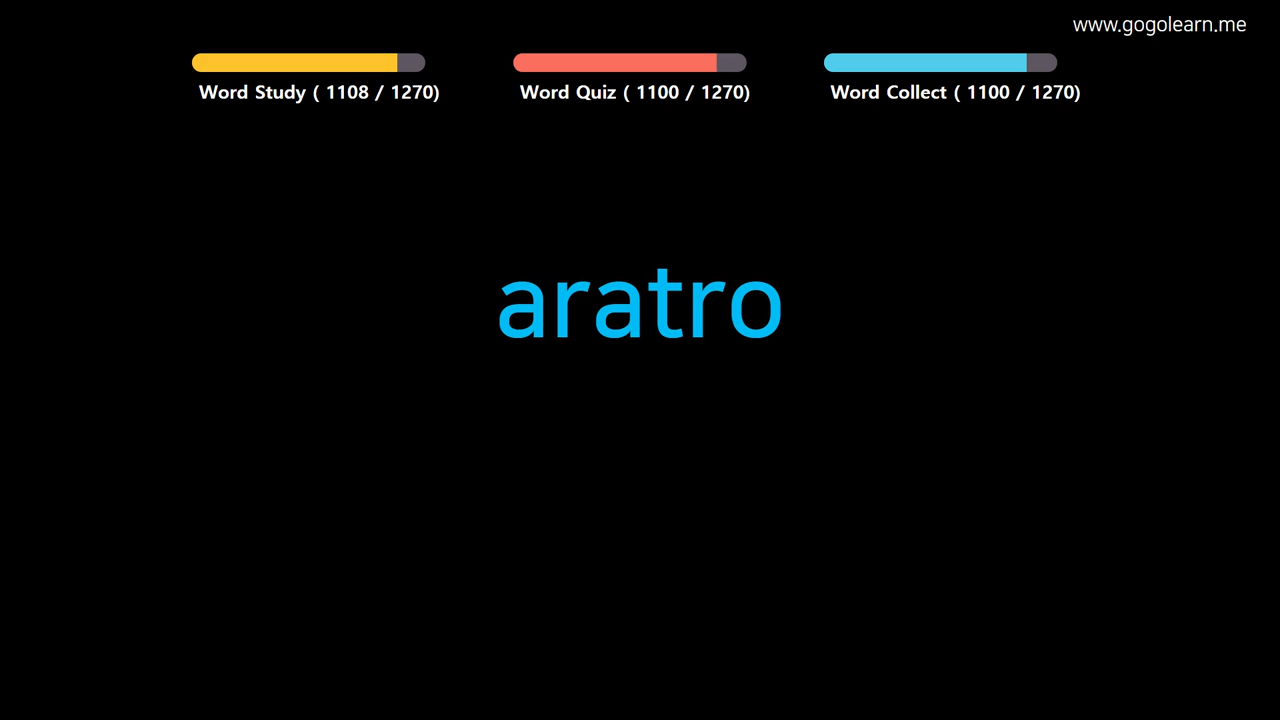 www.gogolearn.me
Word Study ( 1108 / 1270)
Word Quiz ( 1100 / 1270)
Word Collect ( 1100 / 1270)
aratro